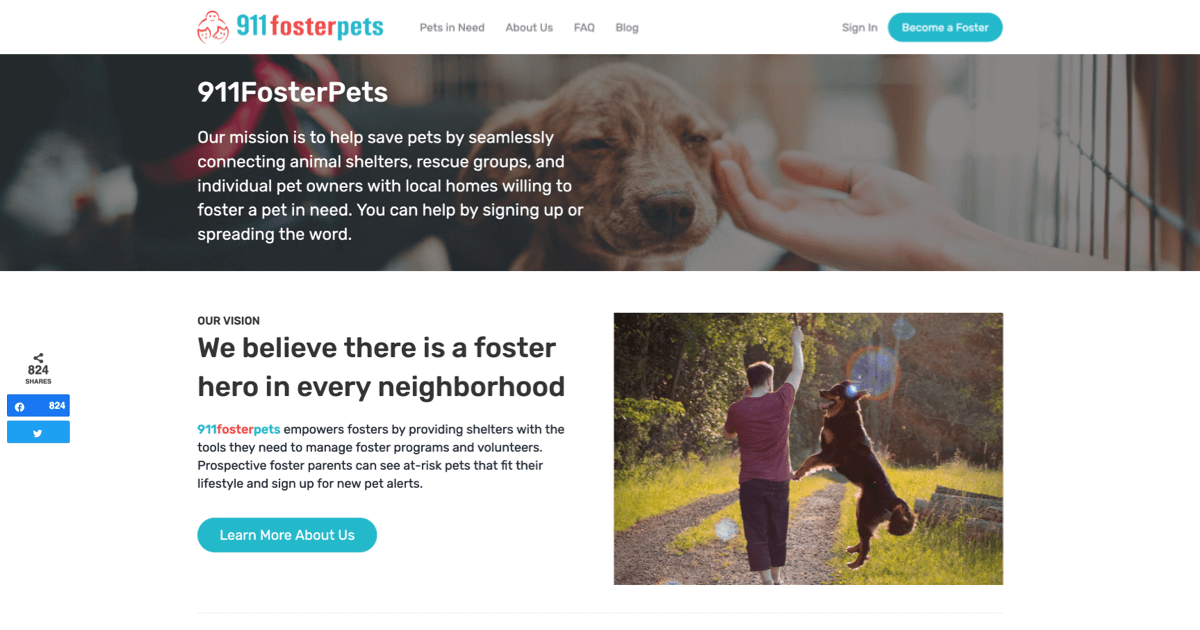 911fosterpets
Pets in Need
About Us
FAQ
Blog
Sign In
Become a Foster
911FosterPets
Our mission is to help save pets by seamlessly
connecting animal shelters, rescue groups, and
individual pet owners with local homes willing to
foster a pet in need. You can help by signing up or
spreading the word.
824
SHARES
824
OUR VISION
We believe there is a foster
hero in every neighborhood
911fosterpets empowers fosters by providing shelters with the
tools they need to manage foster programs and volunteers.
Prospective foster parents can see at-risk pets that fit their
lifestyle and sign up for new pet alerts.
Learn More About Us